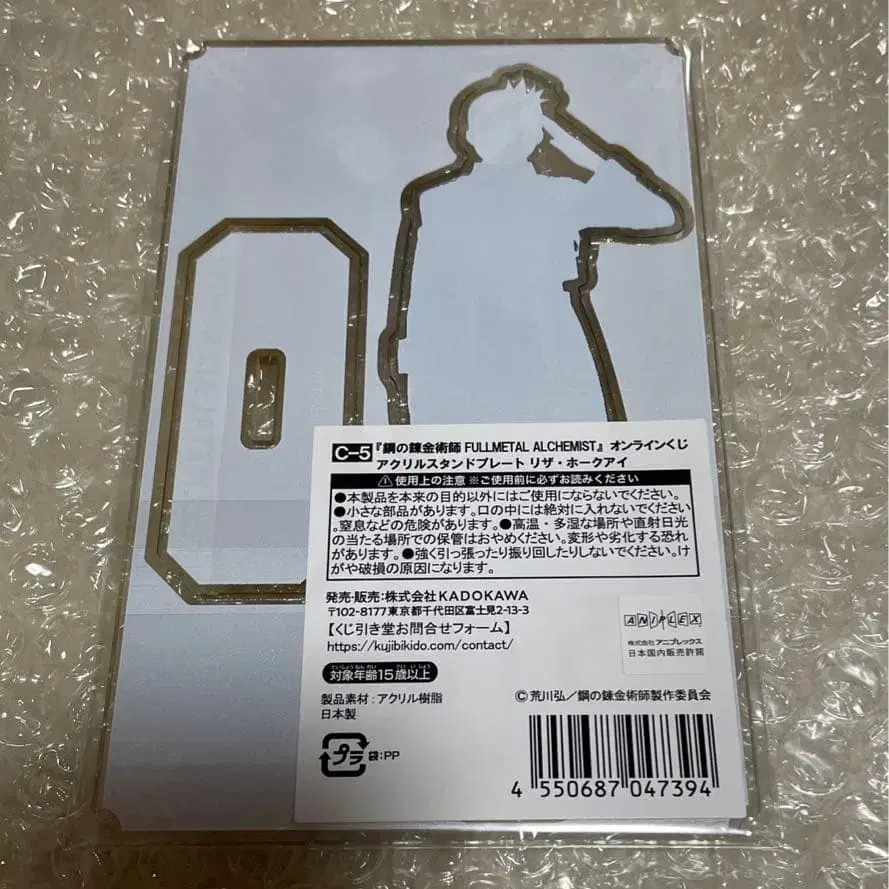 C-5 『鋼の錬金術師 FULLMETAL ALCHEMIST』 オンラインくじ
アクリルスタンドプレート リザ・ホークアイ
⚠使用上の注意 ※ご使用前に必ずお読みください
●本製品を本来の目的以外にはご使用にならないでください。
●小さな部品があります。口の中には絶対に入れないでください
。窒息などの危険があります。●高温・多湿な場所や直射日光
の当たる場所での保管はおやめください。変形や劣化する恐れ
があります。●強く引っ張ったり振り回したりしないでください。け
がや破損の原因になります。
発売・販売:株式会社KADOKAWA
〒102-8177 東京都千代田区富士見2-13-3
【くじ引き堂お問合せフォーム】
https://kujibikido.com/contact/
ANIPLEX
株式会社 アニプレックス
日本国内販売許諾
たいしょうねんれい さい いじょう
対象年齢15歳以上
製品素材:アクリル樹脂
日本製
©荒川弘/鋼の錬金術師製作委員会
プラ 袋:PP
4 550687 047394